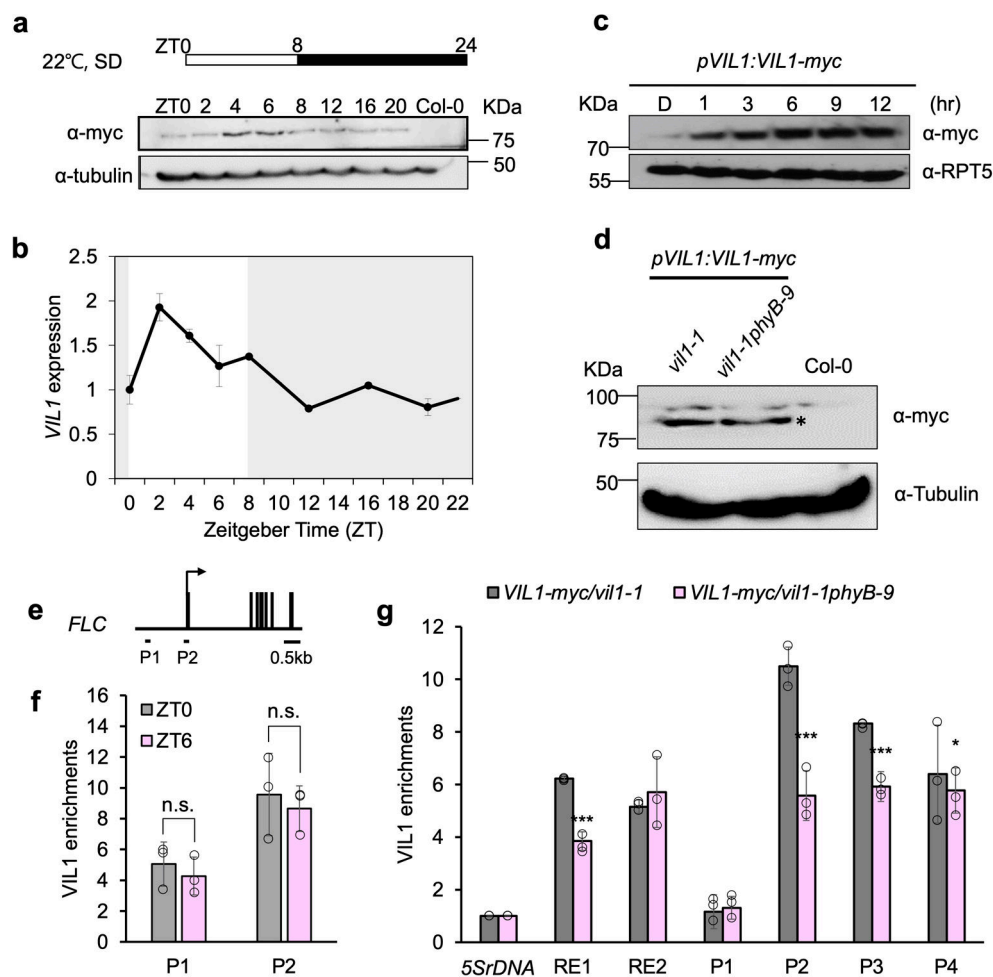 a
ZT0 8 24
22℃, SD
ZT0 2 4 6 8 12 16 20 Col-0 KDa
α-myc
75
50
α-tubulin
b
2.5
2
1.5
1
0.5
0
VIL1 expression
0 2 4 6 8 10 12 14 16 18 20 22
Zeitgeber Time (ZT)
c
pVIL1:VIL1-myc
KDa D 1 3 6 9 12 (hr)
α-myc
70
α-RPT5
55
d
pVIL1:VIL1-myc
vil1-1 vil1-1phyB-9 Col-0
KDa
100
α-myc
*
75
50
α-Tubulin
e
FLC
P1 P2 0.5kb
f
16
14
12
10
8
6
4
2
0
VIL1 enrichments
ZT0
ZT6
n.s.
n.s.
P1 P2
g
VIL1-myc/vil1-1 VIL1-myc/vil1-1phyB-9
12
10
8
6
4
2
0
VIL1 enrichments
***
***
***
*
5SrDNA RE1 RE2 P1 P2 P3 P4